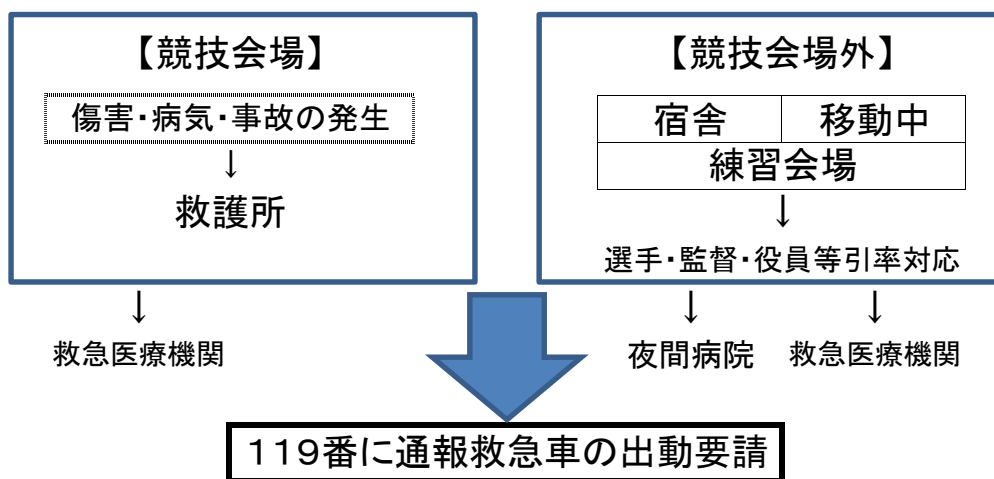 【競技会場】
傷害・病気・事故の発生
↓
救護所
↓
救急医療機関
【競技会場外】
宿舎 移動中
練習会場
↓
選手・監督・役員等引率対応
↓ ↓
夜間病院 救急医療機関
119番に通報救急車の出動要請